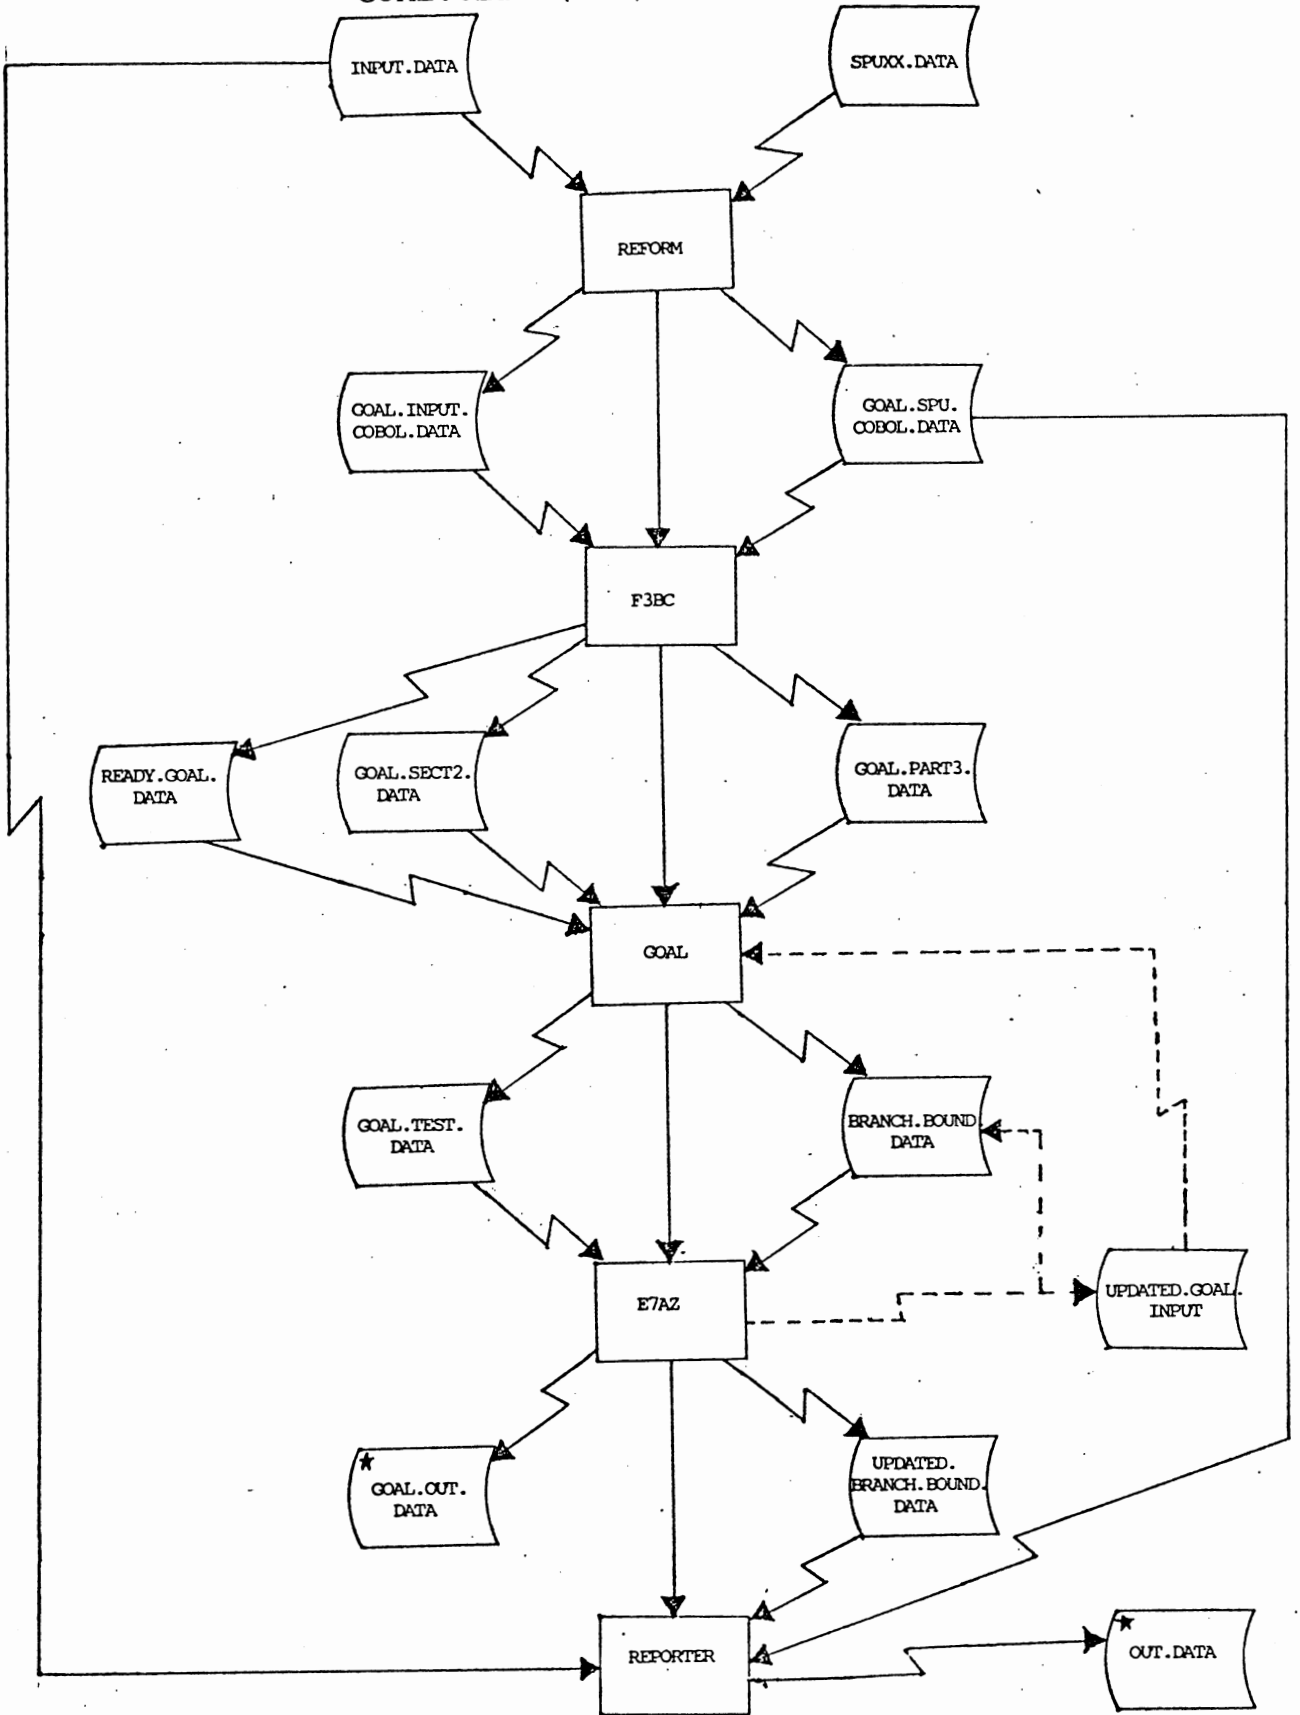 INPUT.DATA
SPUXX.DATA
REFORM
GOAL.INPUT.
COBOL.DATA
GOAL.SPU.
COBOL.DATA
F3BC
READY.GOAL.
DATA
GOAL.SECT2.
DATA
GOAL.PART3.
DATA
GOAL
GOAL.TEST.
DATA
BRANCH.BOUND
DATA
E7AZ
UPDATED.GOAL.
INPUT
GOAL.OUT.
DATA
UPDATED.
BRANCH.BOUND.
DATA
REPORTER
OUT.DATA